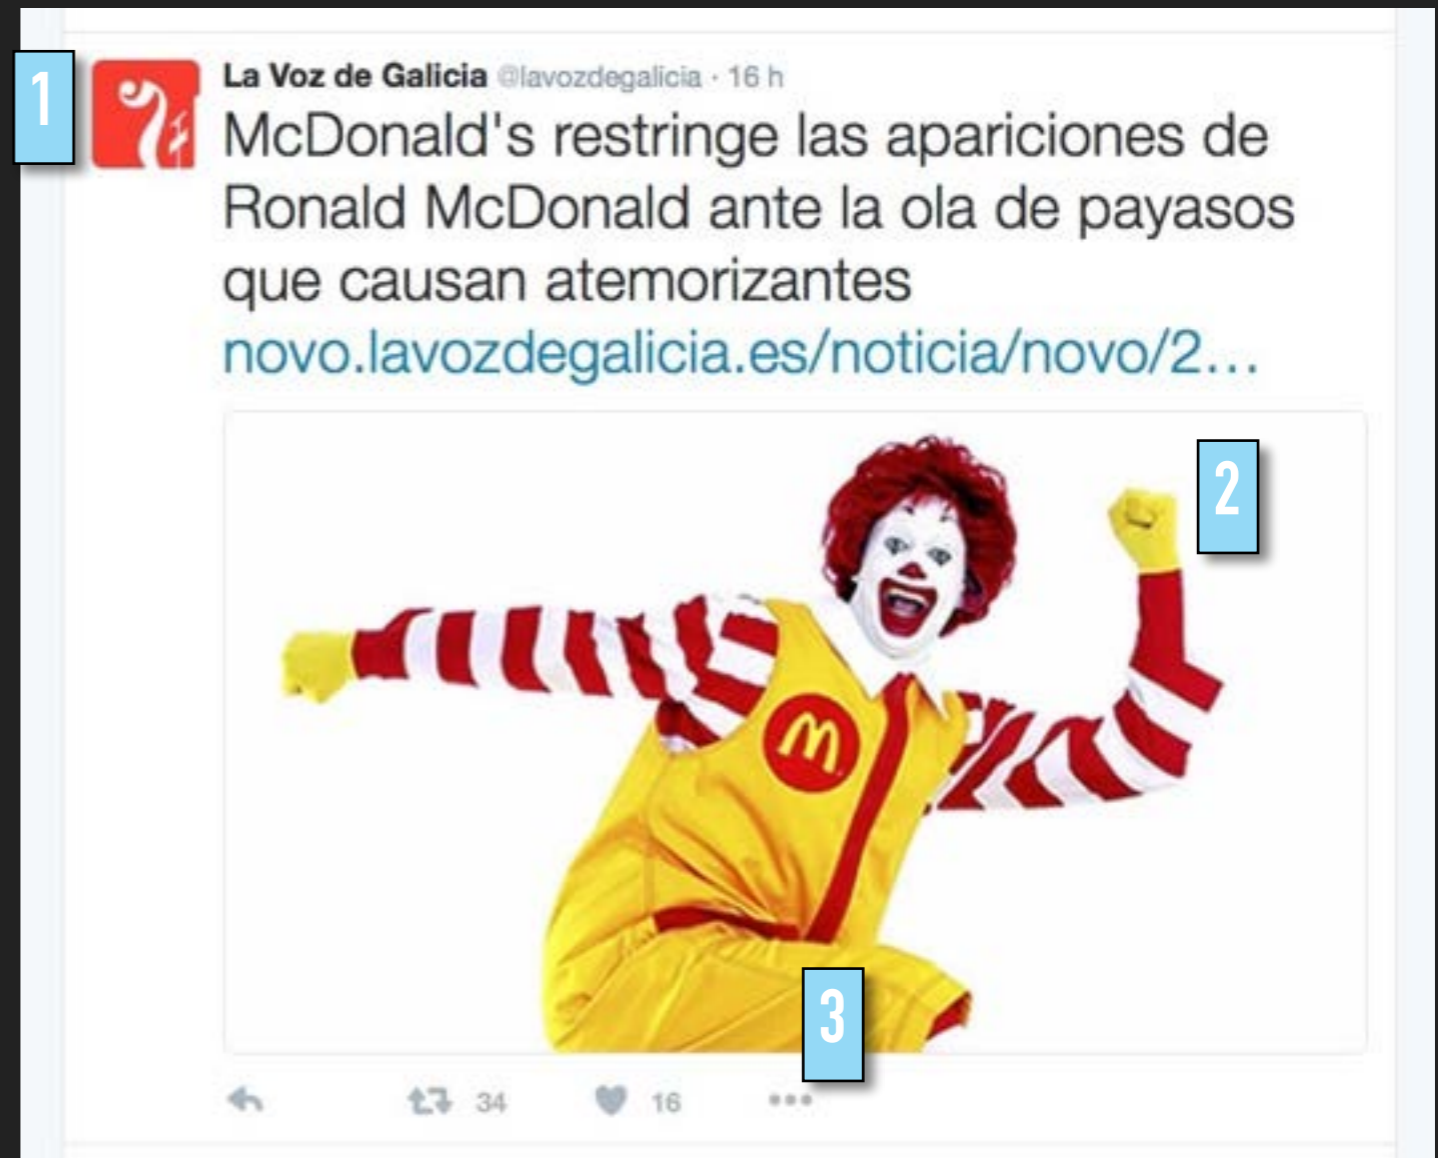 1
La Voz de Galicia @lavozdegalicia · 16 h
McDonald's restringe las apariciones de
Ronald McDonald ante la ola de payasos
que causan atemorizantes
novo.lavozdegalicia.es/noticia/novo/2...
2
M
3
34 16